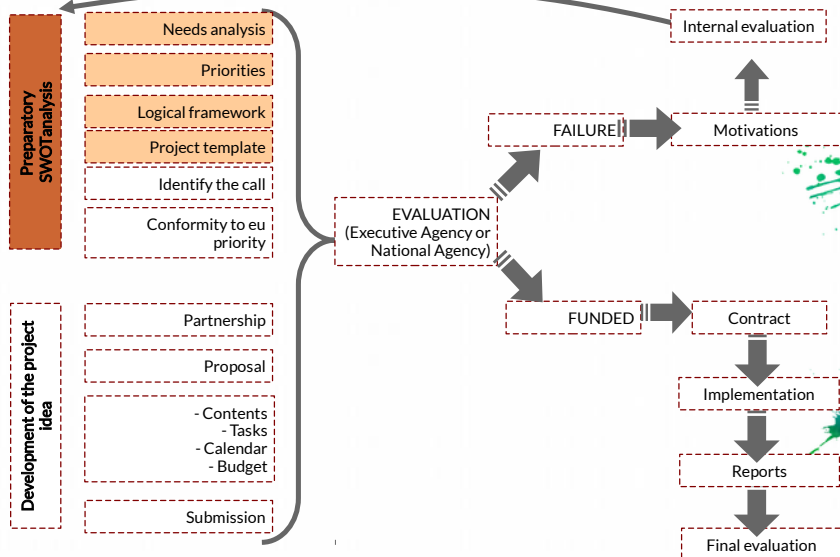 Preparatory
SWOT analysis
Needs analysis
Priorities
Logical framework
Project template
Identify the call
Conformity to eu
priority
Development of the project
idea
Partnership
Proposal
- Contents
- Tasks
- Calendar
- Budget
Submission
EVALUATION
(Executive Agency or
National Agency)
FAILURE
Motivations
Internal evaluation
FUNDED
Contract
Implementation
Reports
Final evaluation